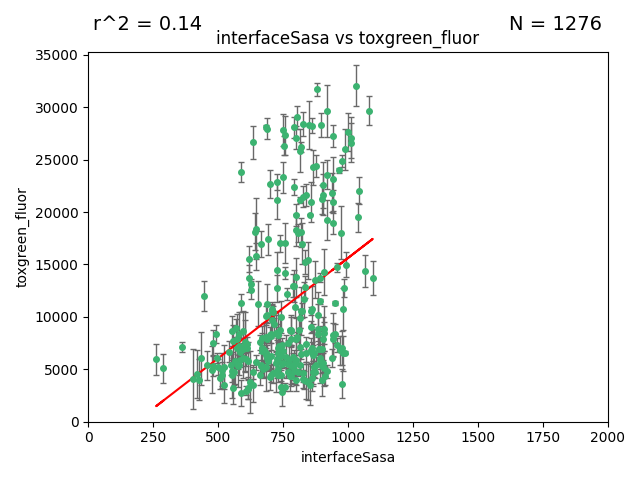 r^2 = 0.14
N = 1276
interfaceSasa vs toxgreen_fluor
35000
30000
25000
20000
15000
10000
5000
0
toxgreen_fluor
0 250 500 750 1000 1250 1500 1750 2000
interfaceSasa